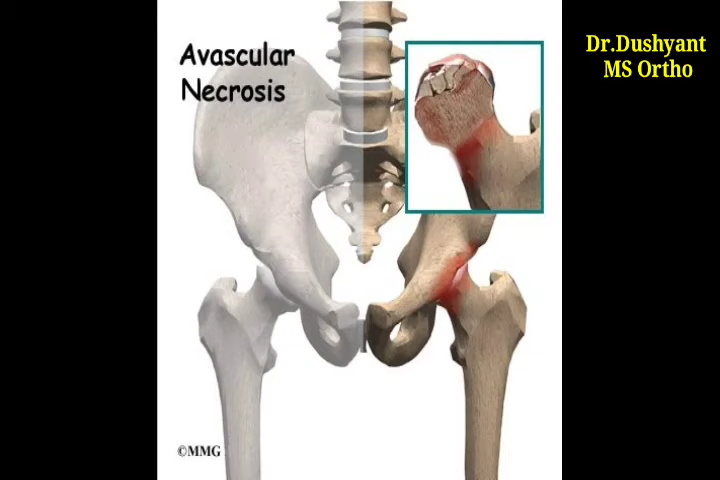 Avascular
Necrosis
Dr.Dushyant
MS Ortho
©MMG